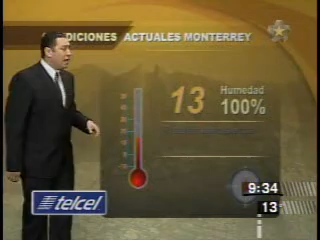 DICIONES ACTUALES MONTERREY
13
Humedad
100%
telcel
9:34
13